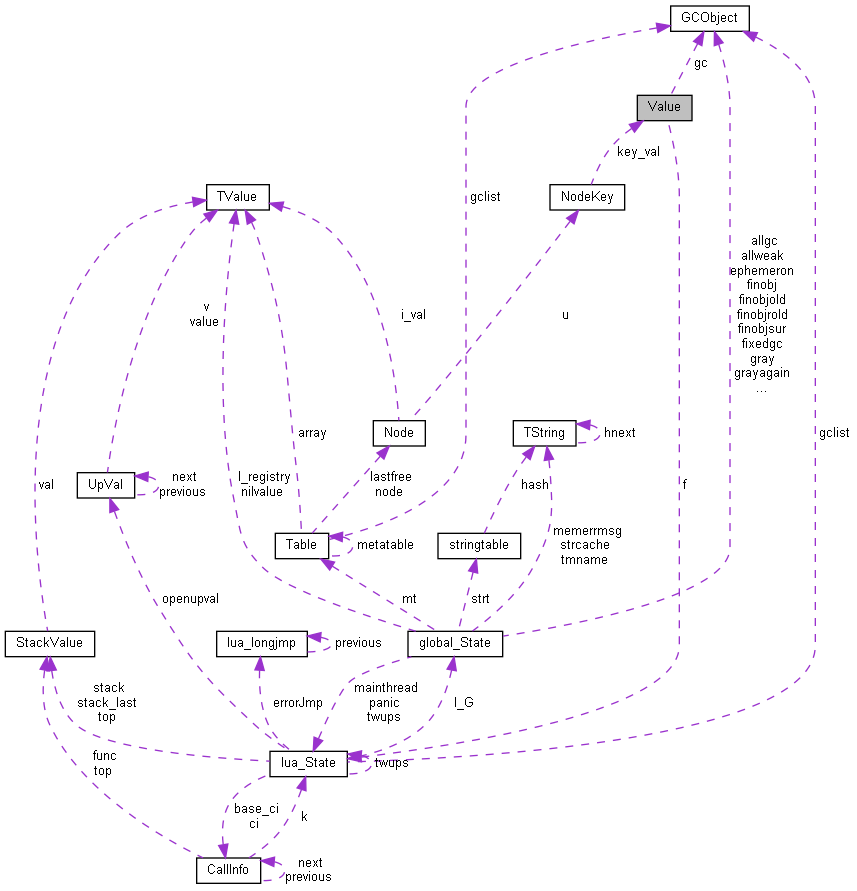 GCObject
gc
Value
key_val
TValue
NodeKey
gclist
allgc
allweak
ephemeron
finobj
finobjold
finobjrold
finobjsur
fixedgc
gray
grayagain
...
v
value
i_val
u
Node
TString
hnext
array
gclist
UpVal
next
previous
val
l_registry
nilvalue
lastfree
node
hash
f
Table
metatable
stringtable
memerrmsg
strcache
tmname
openupval
mt
strt
StackValue
lua_longjmp
previous
global_State
stack
stack_last
top
errorJmp
mainthread
panic
twups
l_G
func
top
lua_State
twups
base_ci
ci
k
CallInfo
next
previous